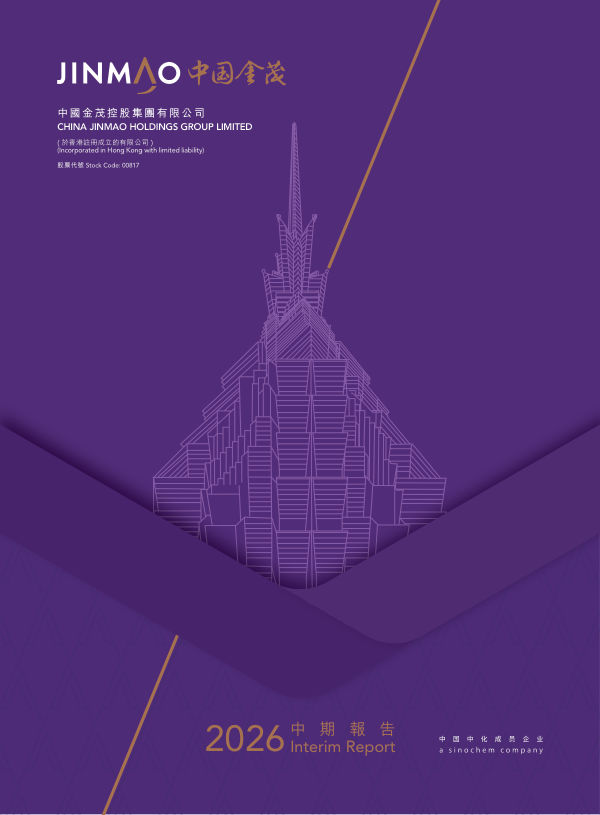 JINMAO 中国金茂
中國金茂控股集團有限公司
CHINA JINMAO HOLDINGS GROUP LIMITED
(於香港註冊成立的有限公司)
(Incorporated in Hong Kong with limited liability)
股票代號 Stock Code: 00817
2026 中期報告
Interim Report
中国中化成员企业
a sinochem company